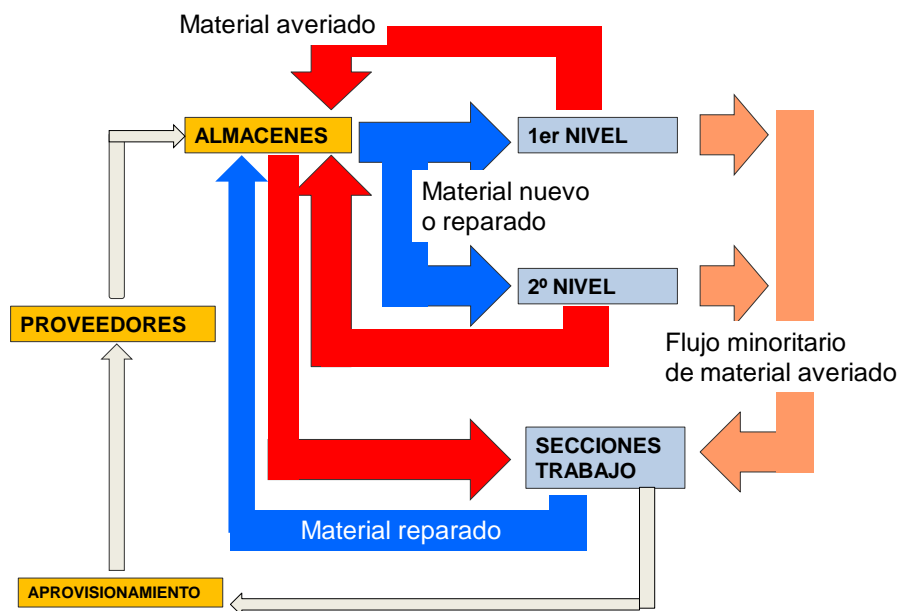 Material averiado
ALMACENES
1er NIVEL
Material nuevo
o reparado
2º NIVEL
PROVEEDORES
Flujo minoritario
de material averiado
SECCIONES
TRABAJO
Material reparado
APROVISIONAMIENTO